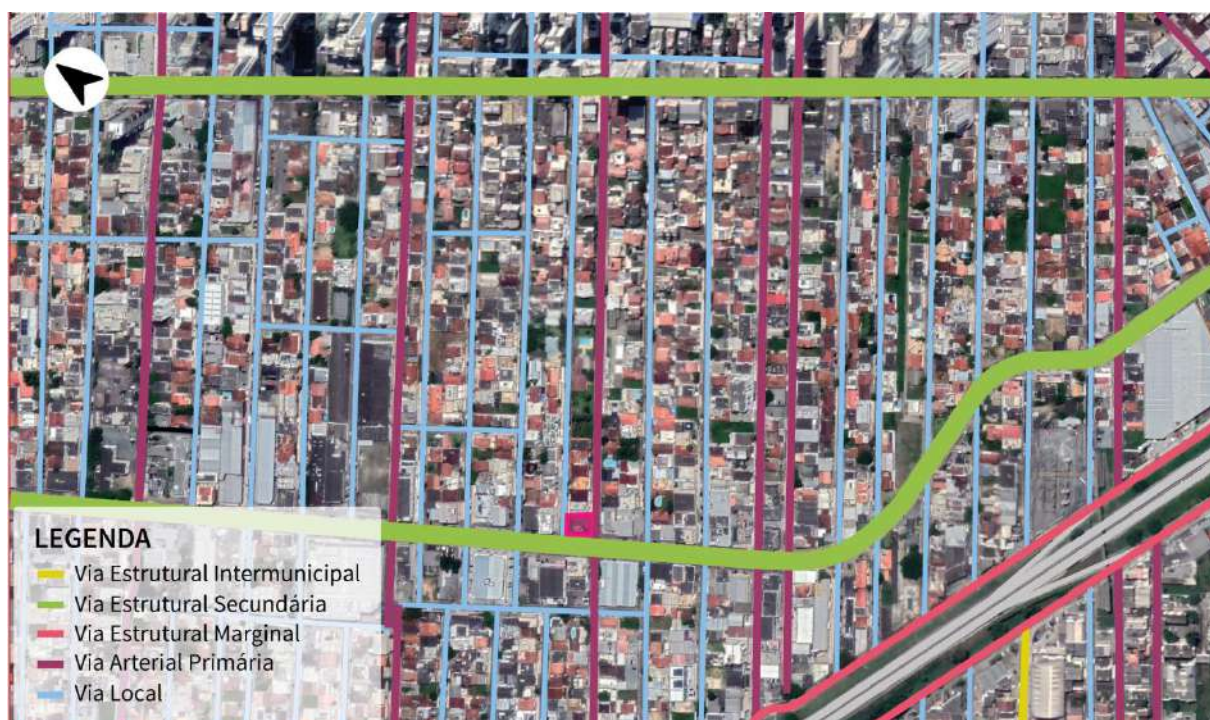 LEGENDA
Via Estrutural Intermunicipal
Via Estrutural Secundária
Via Estrutural Marginal
Via Arterial Primária
Via Local